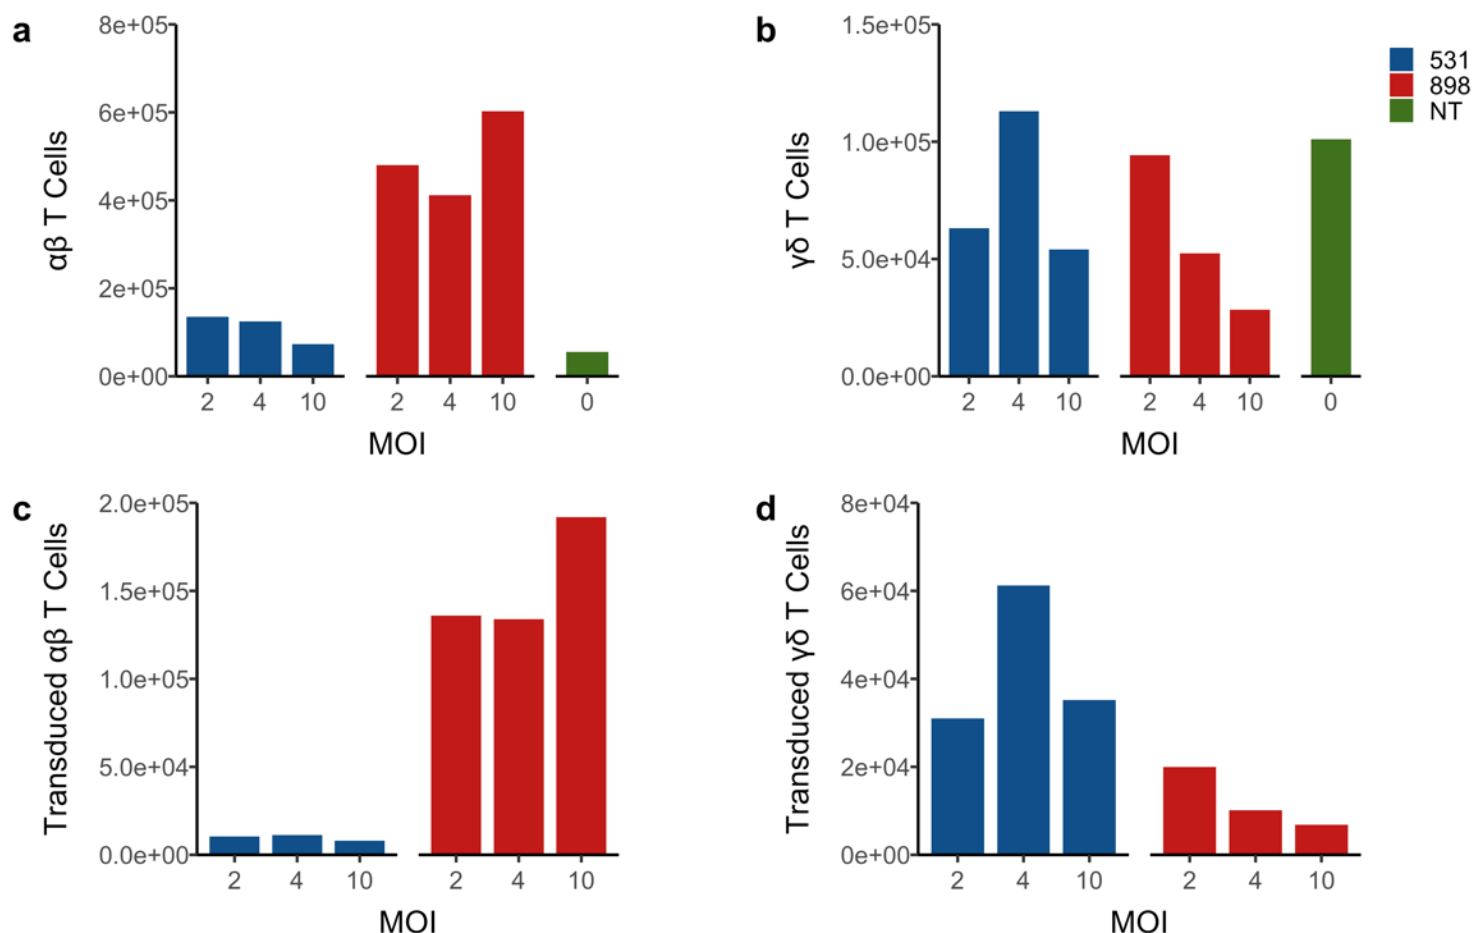 a
αβ T Cells
8e+05
6e+05
4e+05
2e+05
0e+00
2 4 10 2 4 10 0
MOI
b
γδ T Cells
1.5e+05
1.0e+05
5.0e+04
0.0e+00
2 4 10 2 4 10 0
MOI
531
898
NT
c
Transduced αβ T Cells
2.0e+05
1.5e+05
1.0e+05
5.0e+04
0.0e+00
2 4 10 2 4 10
MOI
d
Transduced γδ T Cells
8e+04
6e+04
4e+04
2e+04
0e+00
2 4 10 2 4 10
MOI